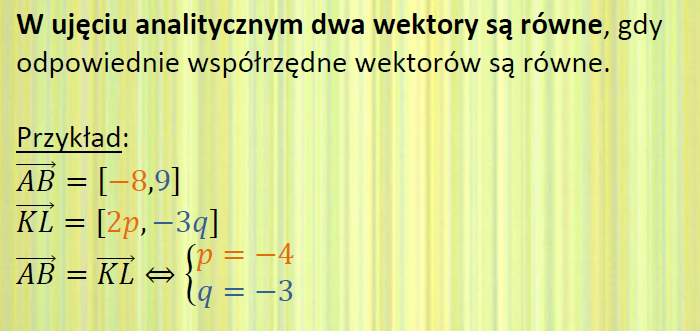 W ujęciu analitycznym dwa wektory są równe, gdy
odpowiednie współrzędne wektorów są równe.
Przykład:
$\overrightarrow{AB} = [-8,9]$
$\overrightarrow{KL} = [2p, -3q]$
$\overrightarrow{AB} = \overrightarrow{KL} \Leftrightarrow \begin{cases} p = -4 \\ q = -3 \end{cases}$